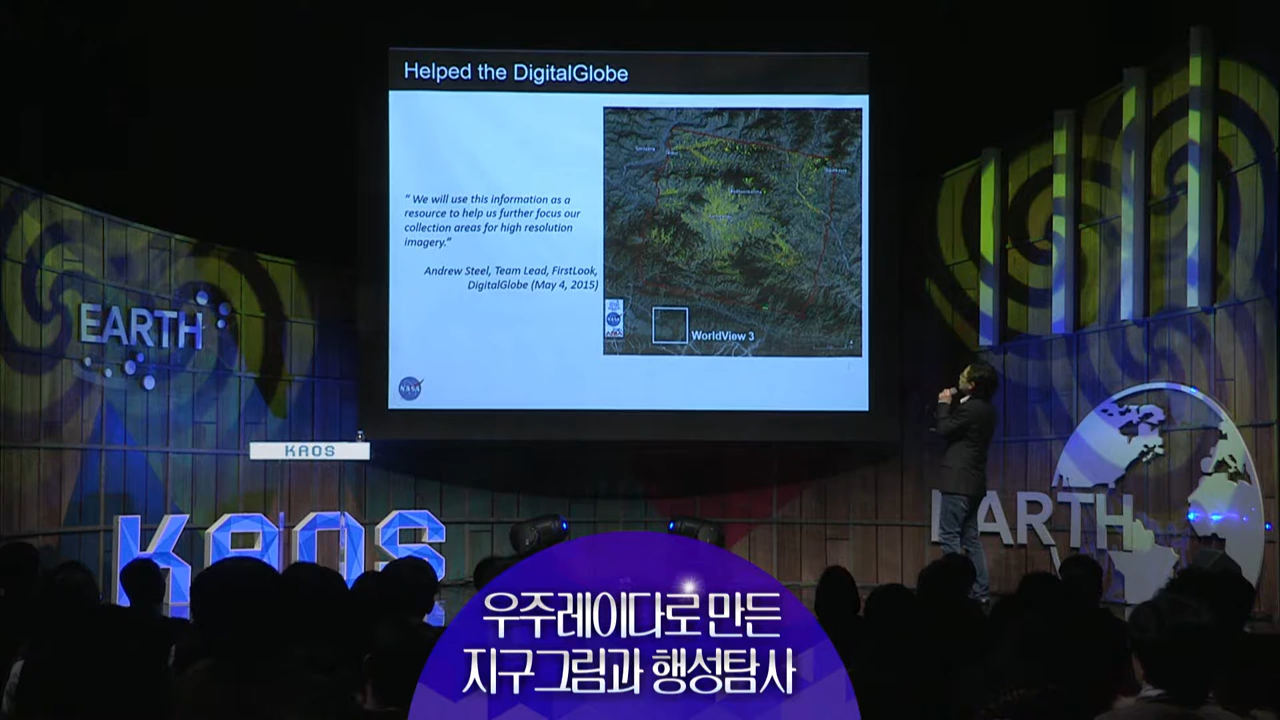 Helped the DigitalGlobe
" We will use this information as a
resource to help us further focus our
collection areas for high resolution
imagery."
Andrew Steel, Team Lead, FirstLook,
DigitalGlobe (May 4, 2015)
WorldView 3
NASA
EARTH
KAOS
KAOS
EARTH
우주레이다로 만든
지구그림과 행성탐사